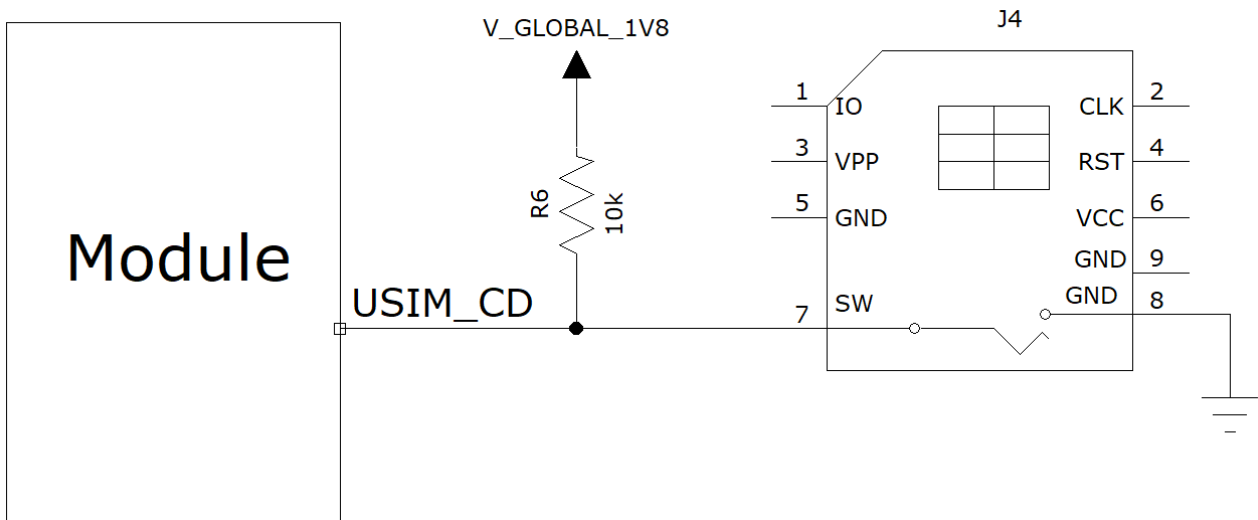 J4
V_GLOBAL_1V8
1 IO CLK 2
3 VPP RST 4
R6 10k
5 GND VCC 6
Module
GND 9
USIM_CD
7 SW GND 8